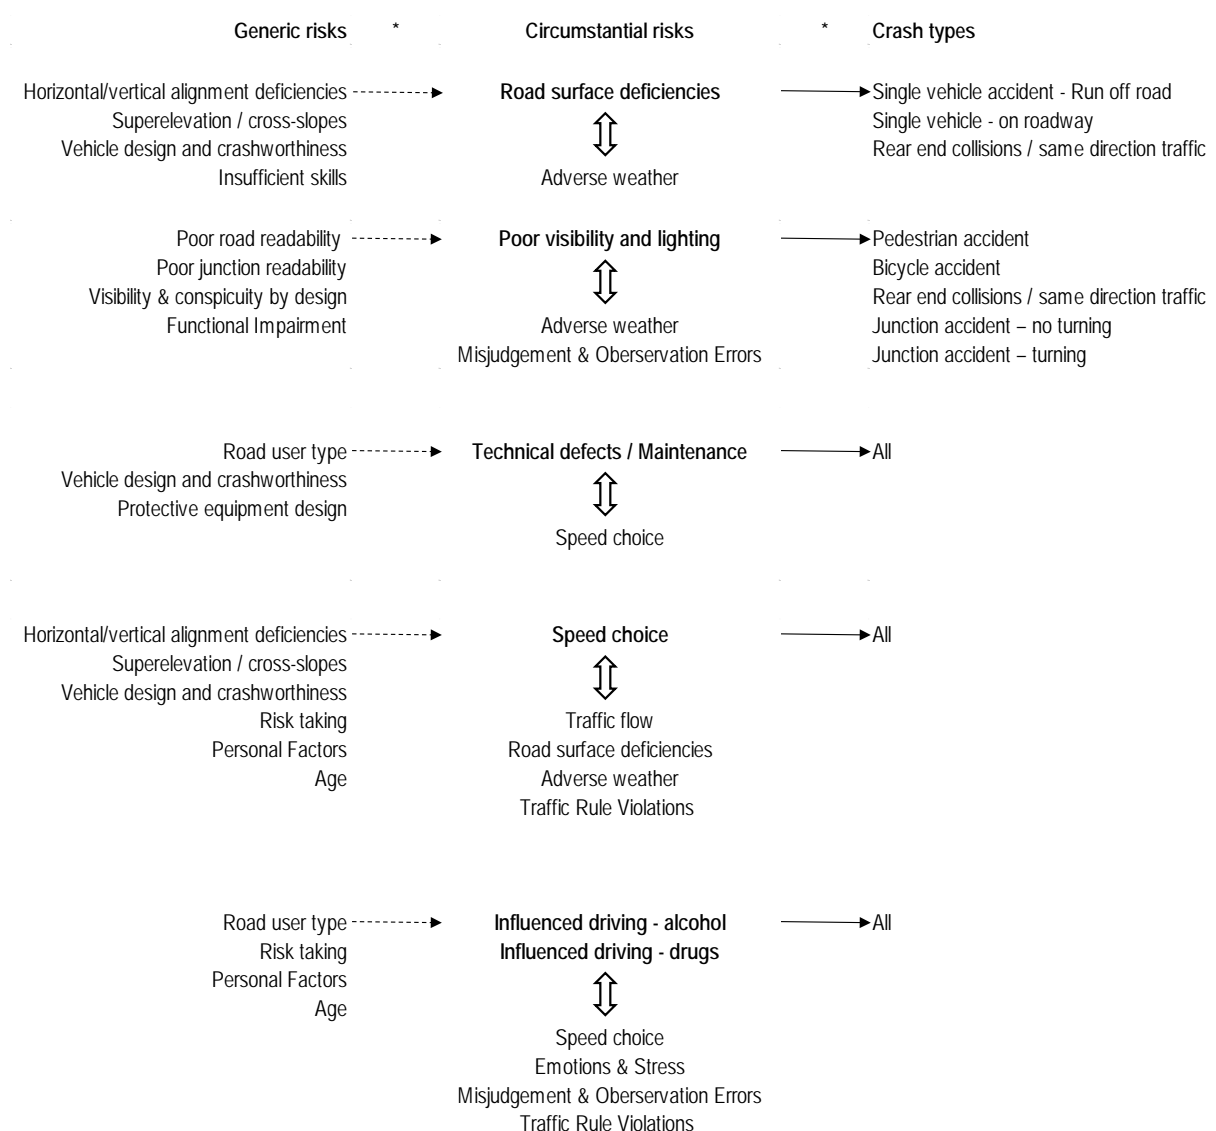 Generic risks * Circumstantial risks * Crash types
Horizontal/vertical alignment deficiencies Road surface deficiencies Single vehicle accident - Run off road
Superelevation / cross-slopes Single vehicle - on roadway
Vehicle design and crashworthiness Rear end collisions / same direction traffic
Insufficient skills Adverse weather
Poor road readability Poor visibility and lighting Pedestrian accident
Poor junction readability Bicycle accident
Visibility & conspicuity by design Rear end collisions / same direction traffic
Functional Impairment Adverse weather Junction accident – no turning
Misjudgement & Oberservation Errors Junction accident – turning
Road user type Technical defects / Maintenance All
Vehicle design and crashworthiness
Protective equipment design
Speed choice
Horizontal/vertical alignment deficiencies Speed choice All
Superelevation / cross-slopes
Vehicle design and crashworthiness
Risk taking Traffic flow
Personal Factors Road surface deficiencies
Age Adverse weather
Traffic Rule Violations
Road user type Influenced driving - alcohol All
Risk taking Influenced driving - drugs
Personal Factors
Age
Speed choice
Emotions & Stress
Misjudgement & Oberservation Errors
Traffic Rule Violations